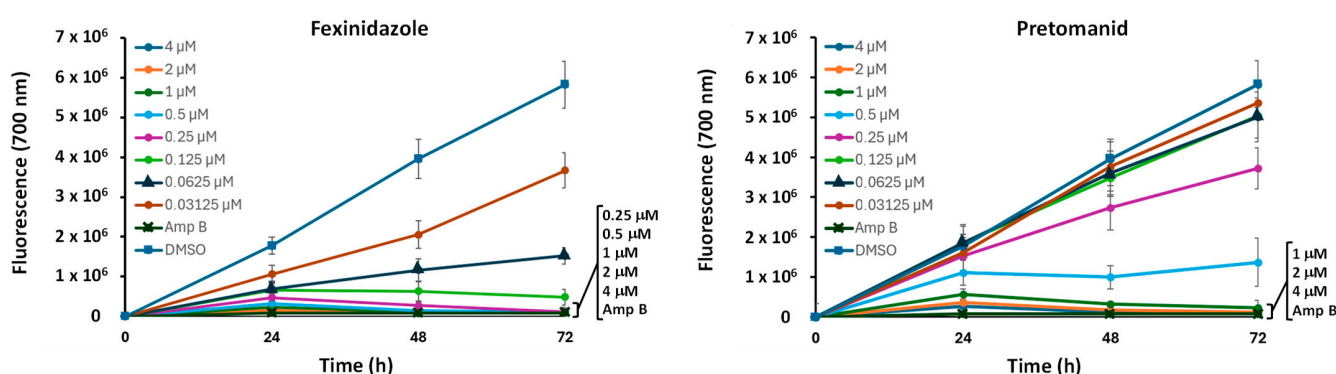 Fexinidazole
Fluorescence (700 nm)
7 x 10⁶
6 x 10⁶
5 x 10⁶
4 x 10⁶
3 x 10⁶
2 x 10⁶
1 x 10⁶
0
4 µM
2 µM
1 µM
0.5 µM
0.25 µM
0.125 µM
0.0625 µM
0.03125 µM
Amp B
DMSO
0.25 µM
0.5 µM
1 µM
2 µM
4 µM
Amp B
0 24 48 72
Time (h)
Pretomanid
Fluorescence (700 nm)
7 x 10⁶
6 x 10⁶
5 x 10⁶
4 x 10⁶
3 x 10⁶
2 x 10⁶
1 x 10⁶
0
4 µM
2 µM
1 µM
0.5 µM
0.25 µM
0.125 µM
0.0625 µM
0.03125 µM
Amp B
DMSO
1 µM
2 µM
4 µM
Amp B
0 24 48 72
Time (h)